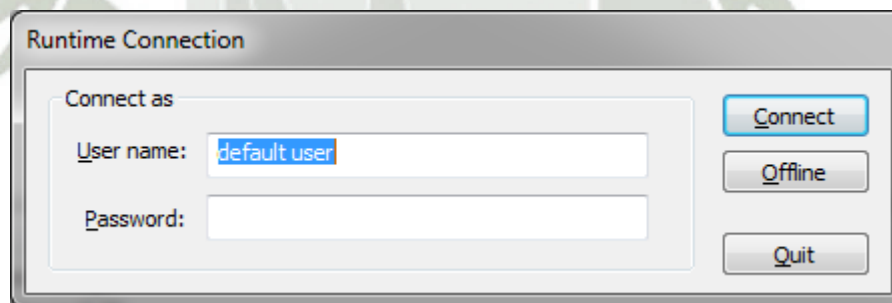 Runtime Connection
Connect as
User name: default user
Password:
Connect
Offline
Quit